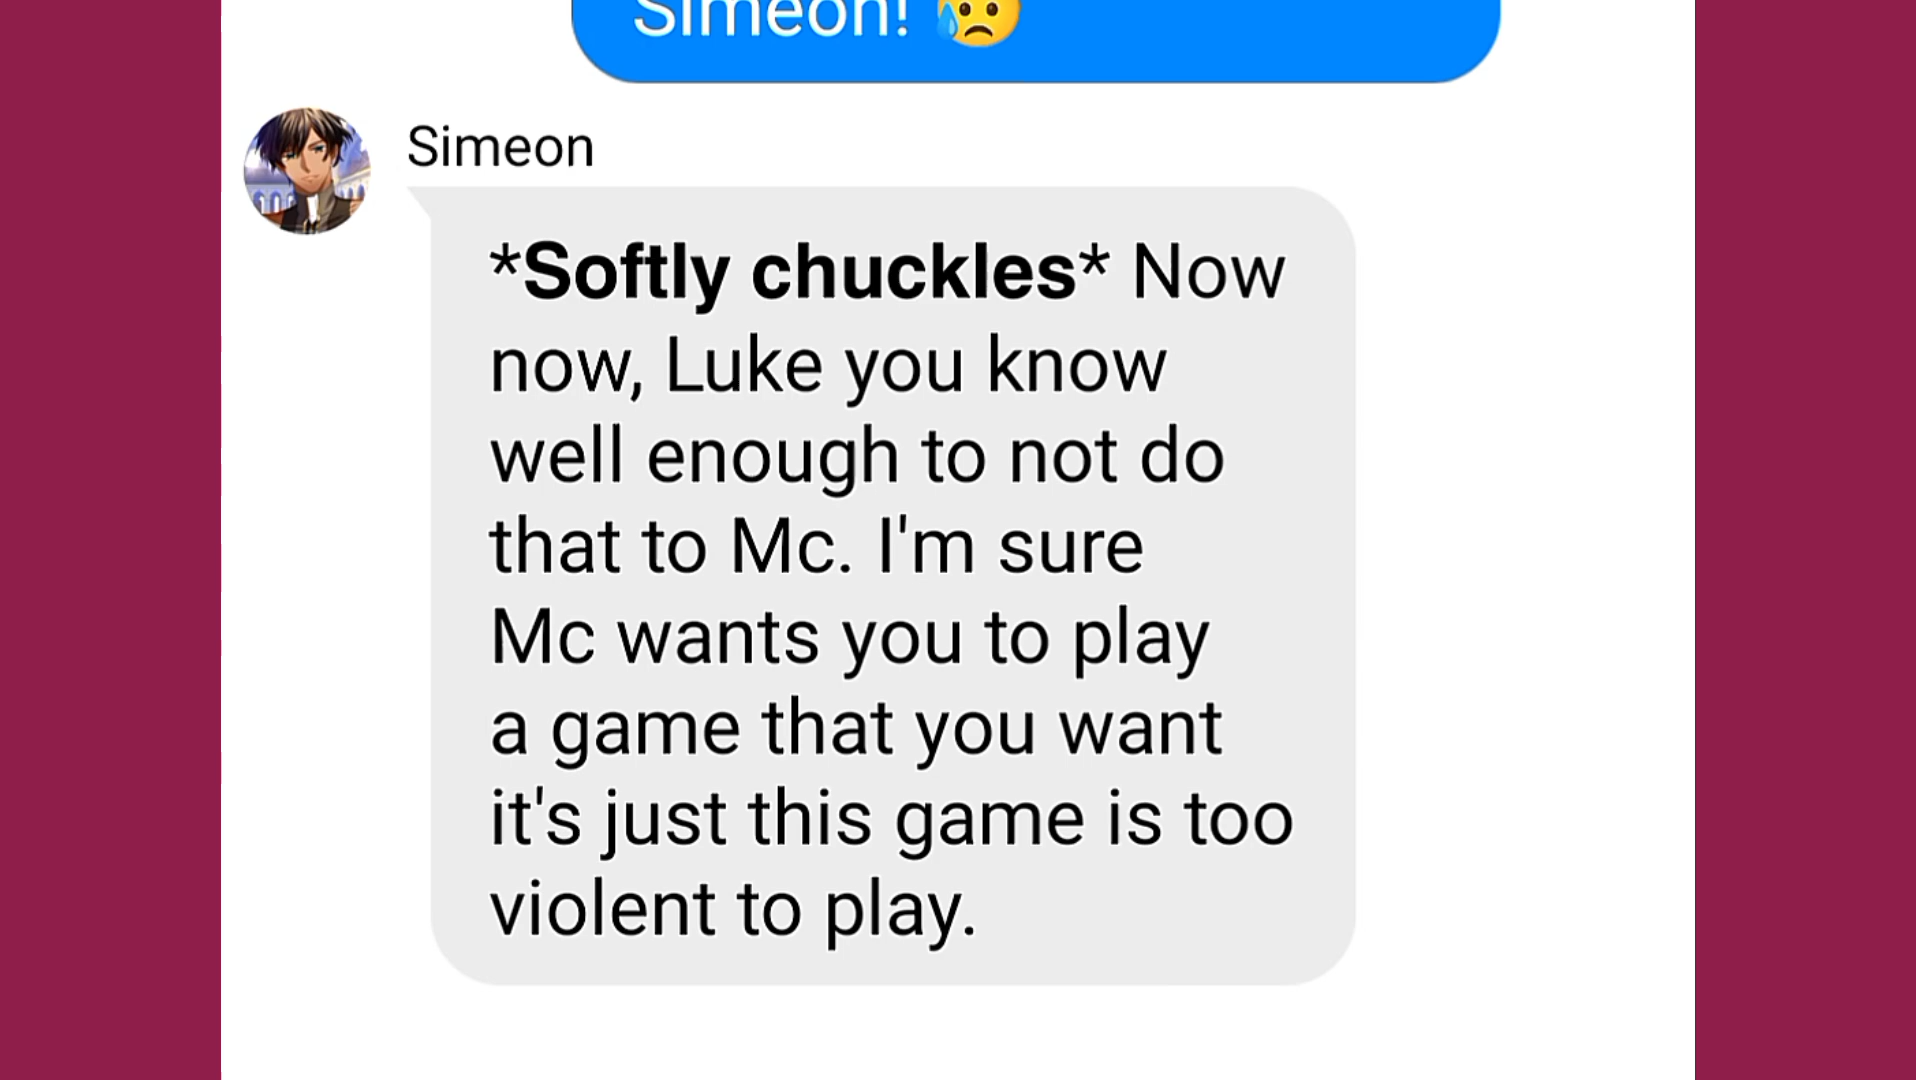 Simeon! 😥
Simeon
*Softly chuckles* Now
now, Luke you know
well enough to not do
that to Mc. I'm sure
Mc wants you to play
a game that you want
it's just this game is too
violent to play.